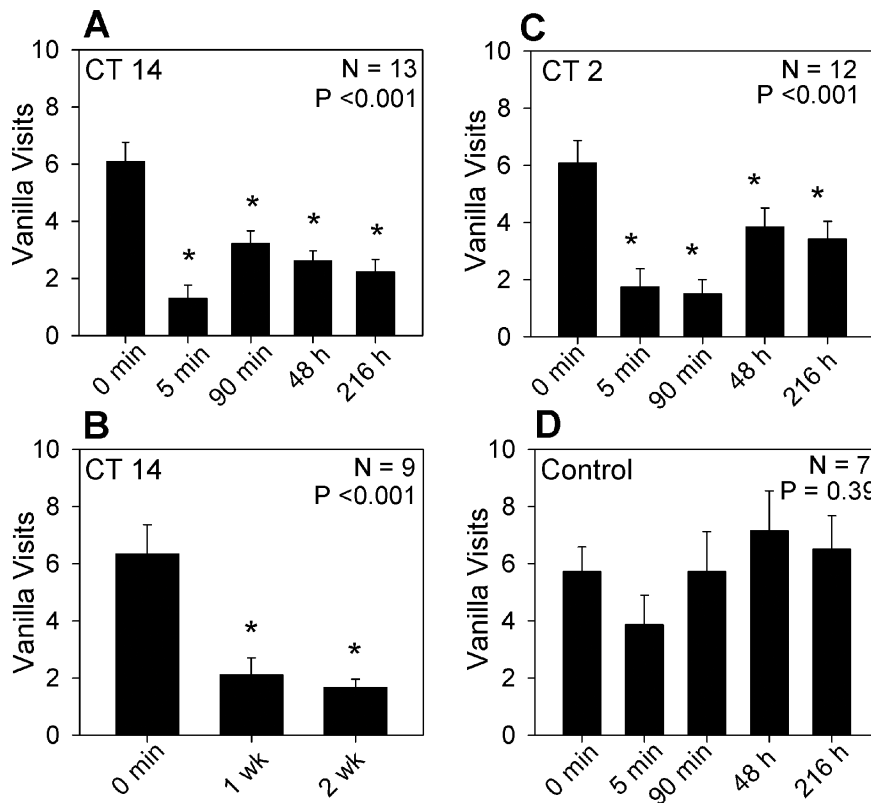 A
CT 14
N = 13
P <0.001
Vanilla Visits
10
8
6
4
2
0
*
*
*
*
0 min
5 min
90 min
48 h
216 h
C
CT 2
N = 12
P <0.001
Vanilla Visits
10
8
6
4
2
0
*
*
*
*
0 min
5 min
90 min
48 h
216 h
B
CT 14
N = 9
P <0.001
Vanilla Visits
10
8
6
4
2
0
*
*
0 min
1 wk
2 wk
D
Control
N = 7
P = 0.39
Vanilla Visits
10
8
6
4
2
0
0 min
5 min
90 min
48 h
216 h